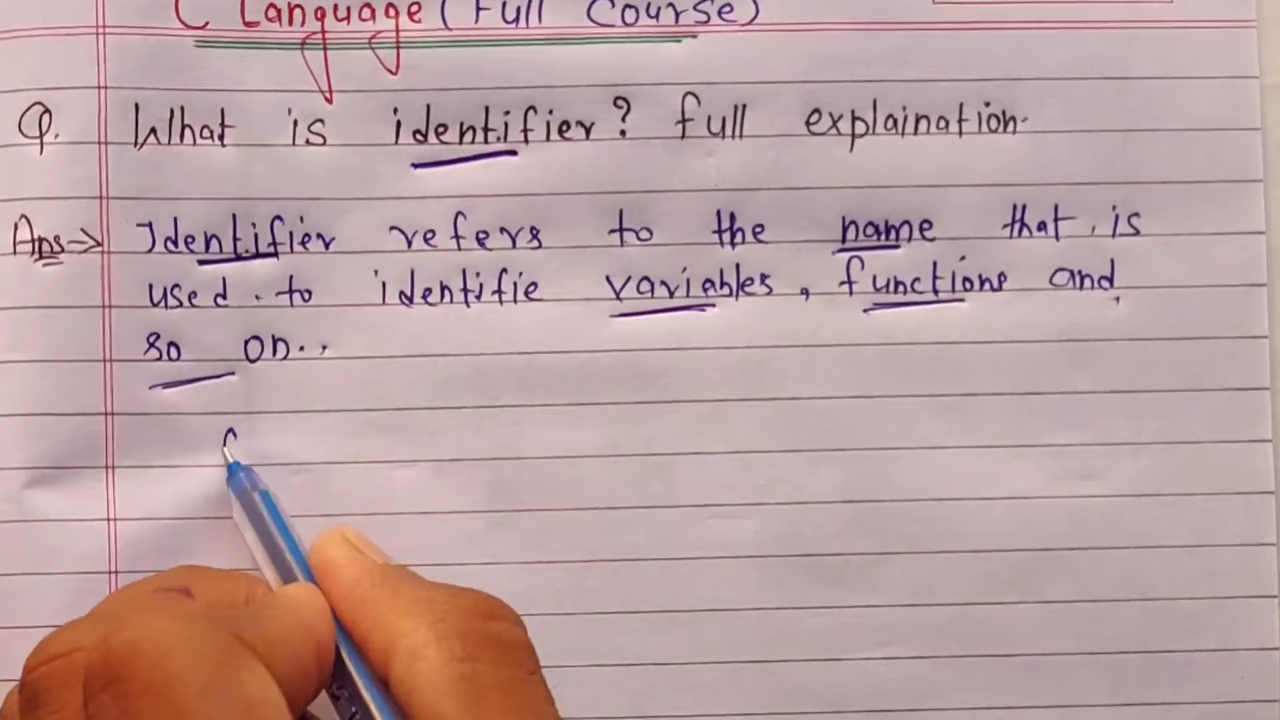 C Language (Full Course)
Q. What is identifier? full explaination.
Ans→ Identifier refers to the name that is
used to identifie variables, functions and
so on..